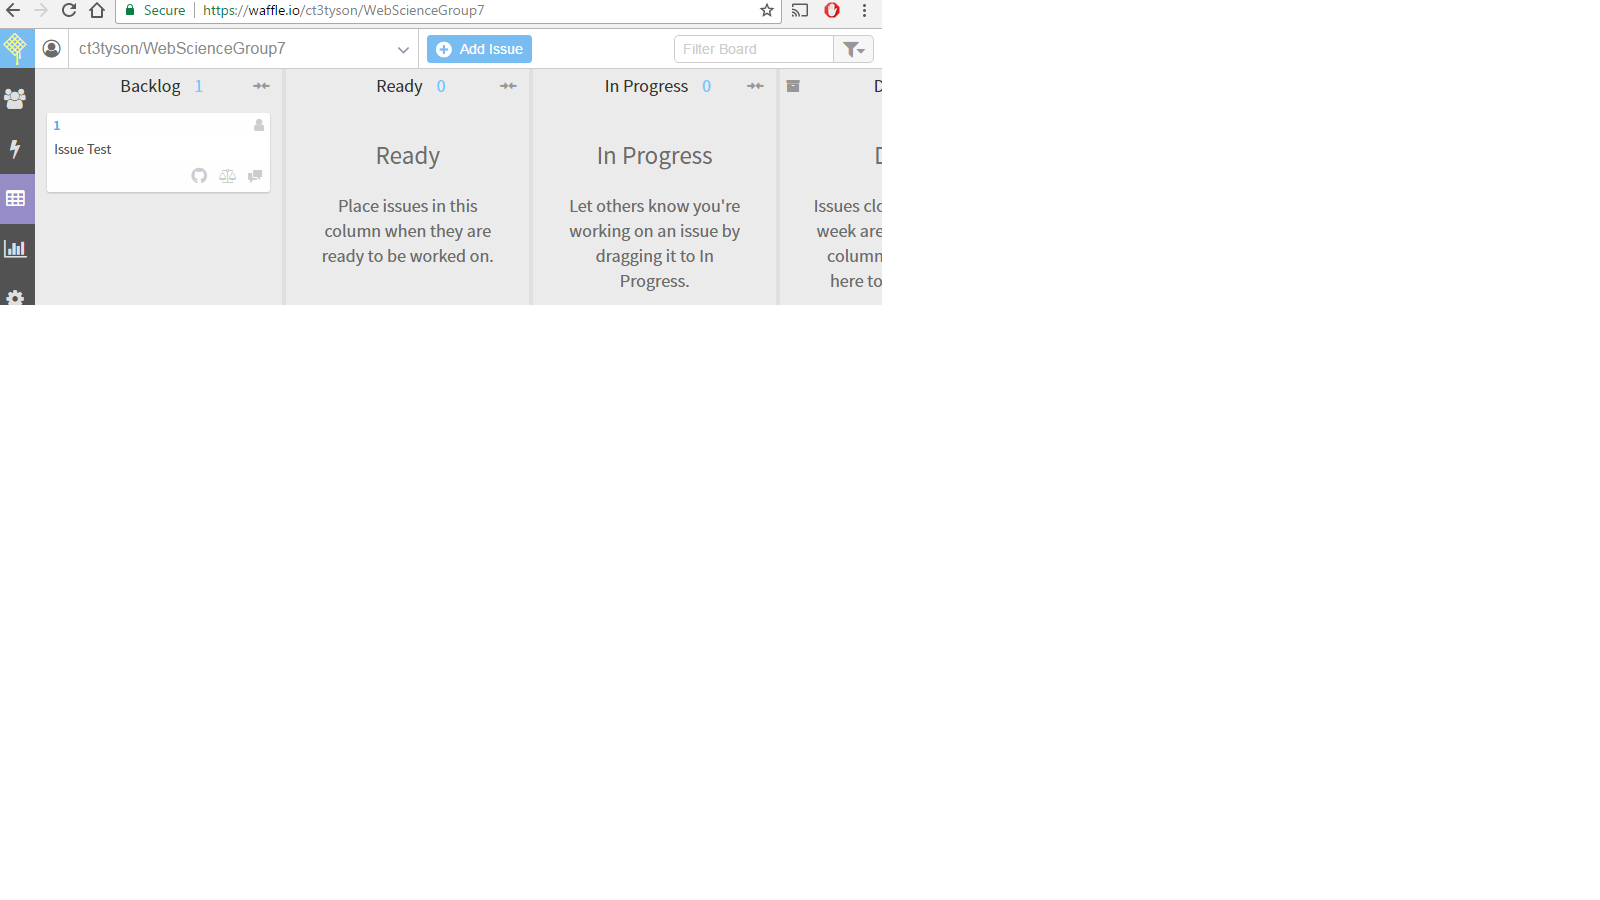 Secure https://waffle.io/ct3tyson/WebScienceGroup7
ct3tyson/WebScienceGroup7
Add Issue
Filter Board
Backlog 1
Ready 0
In Progress 0
D
1
Issue Test
Ready
Place issues in this
column when they are
ready to be worked on.
In Progress
Let others know you're
working on an issue by
dragging it to In
Progress.
D
Issues clo
week are
column
here to